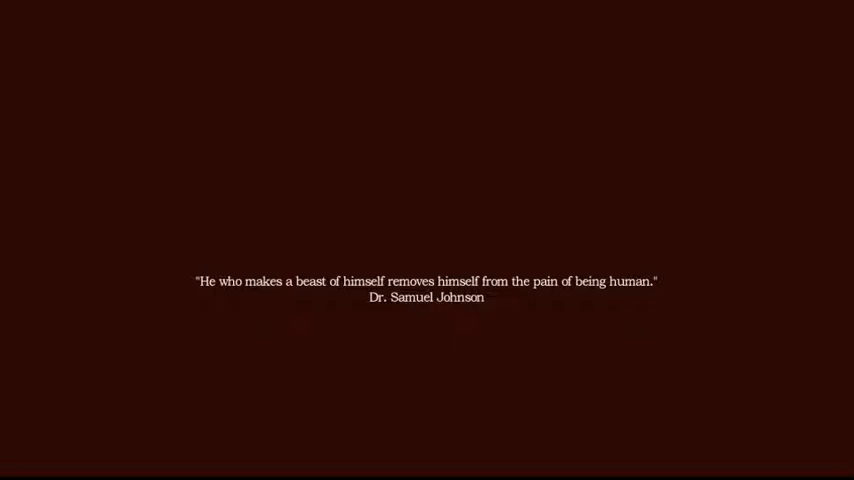 "He who makes a beast of himself removes himself from the pain of being human."
Dr. Samuel Johnson